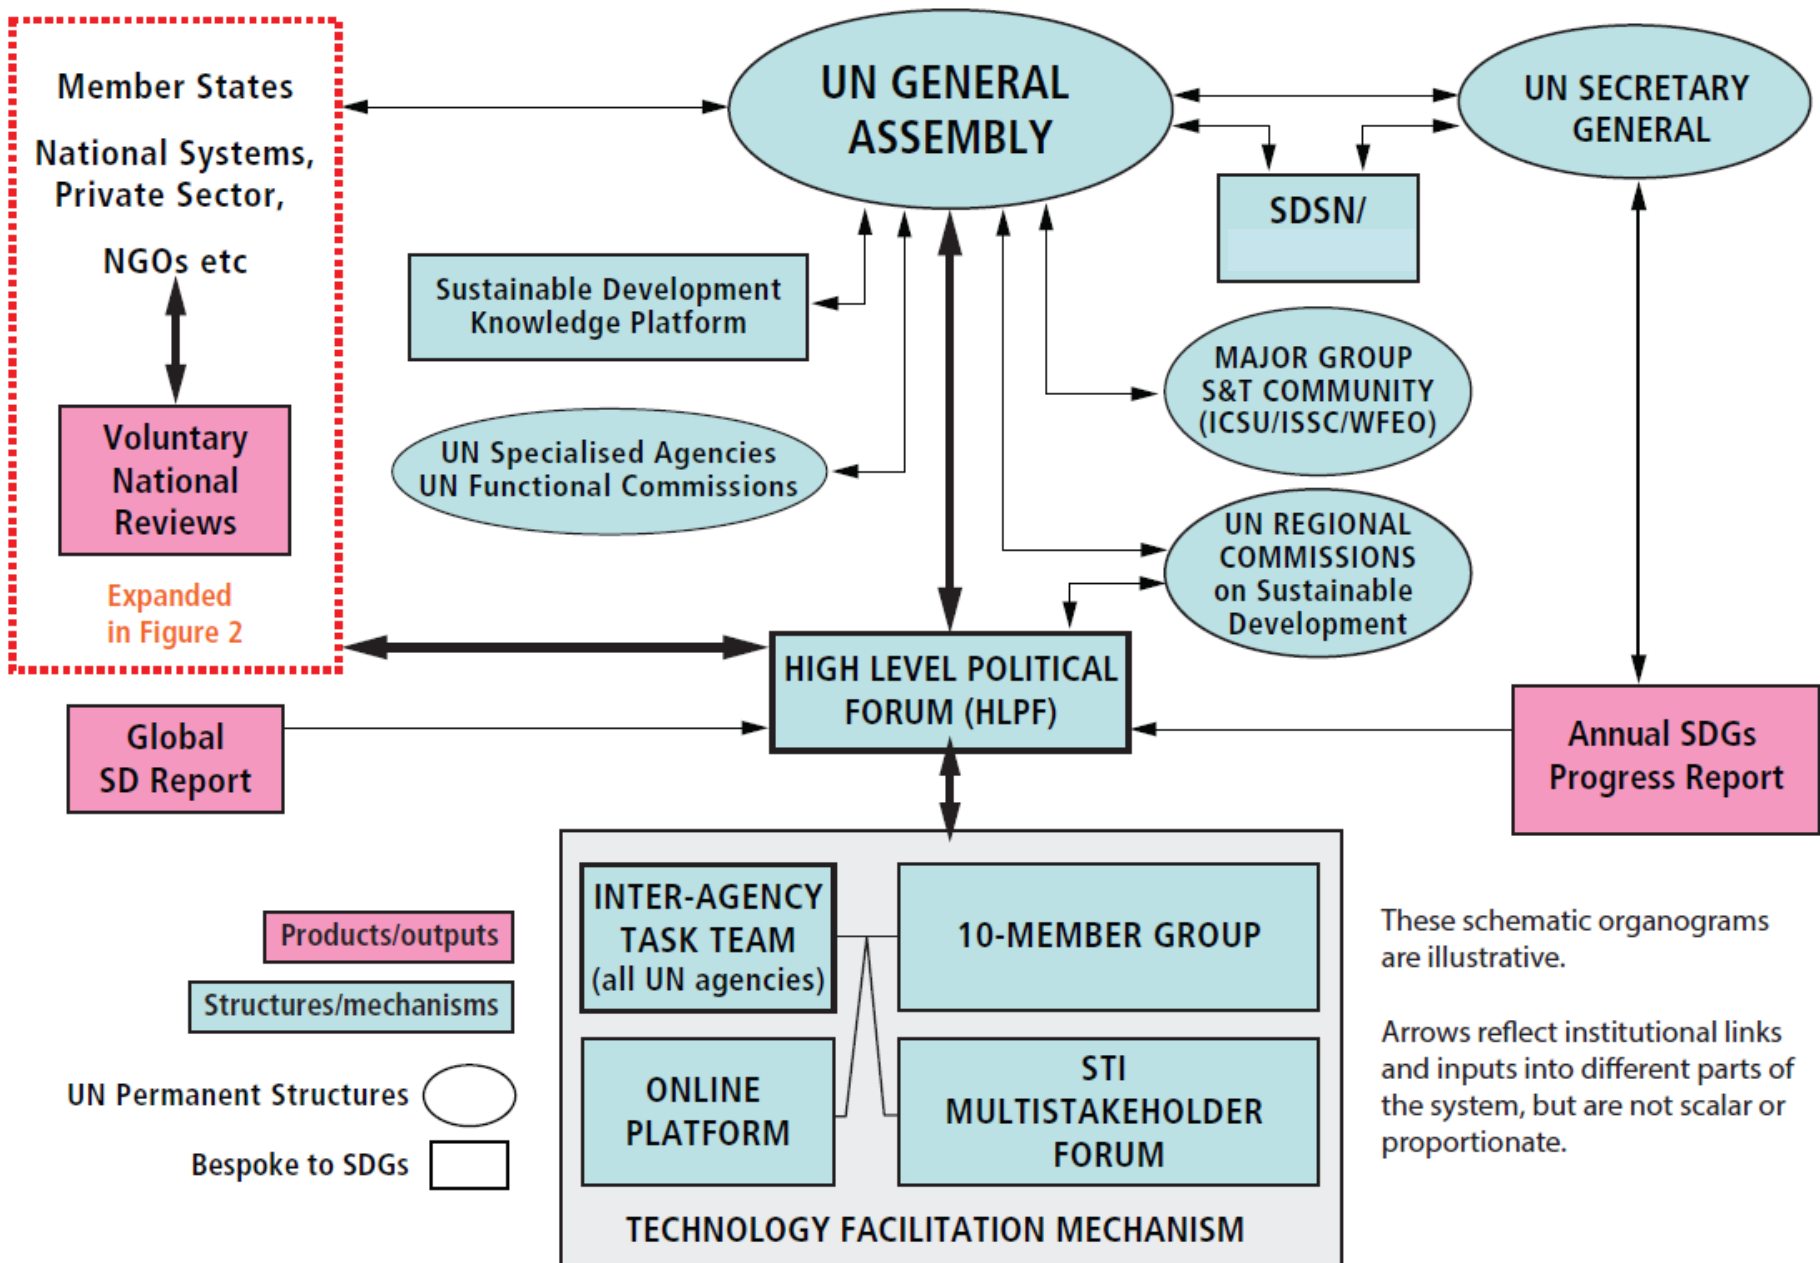 Member States
National Systems,
Private Sector,
NGOs etc
Voluntary
National
Reviews
Expanded
in Figure 2
UN GENERAL
ASSEMBLY
UN SECRETARY
GENERAL
SDSN/
Sustainable Development
Knowledge Platform
UN Specialised Agencies
UN Functional Commissions
MAJOR GROUP
S&T COMMUNITY
(ICSU/ISSC/WFEO)
UN REGIONAL
COMMISSIONS
on Sustainable
Development
HIGH LEVEL POLITICAL
FORUM (HLPF)
Global
SD Report
Annual SDGs
Progress Report
INTER-AGENCY
TASK TEAM
(all UN agencies)
10-MEMBER GROUP
ONLINE
PLATFORM
STI
MULTISTAKEHOLDER
FORUM
TECHNOLOGY FACILITATION MECHANISM
Products/outputs
Structures/mechanisms
UN Permanent Structures
Bespoke to SDGs
These schematic organograms
are illustrative.
Arrows reflect institutional links
and inputs into different parts of
the system, but are not scalar or
proportionate.